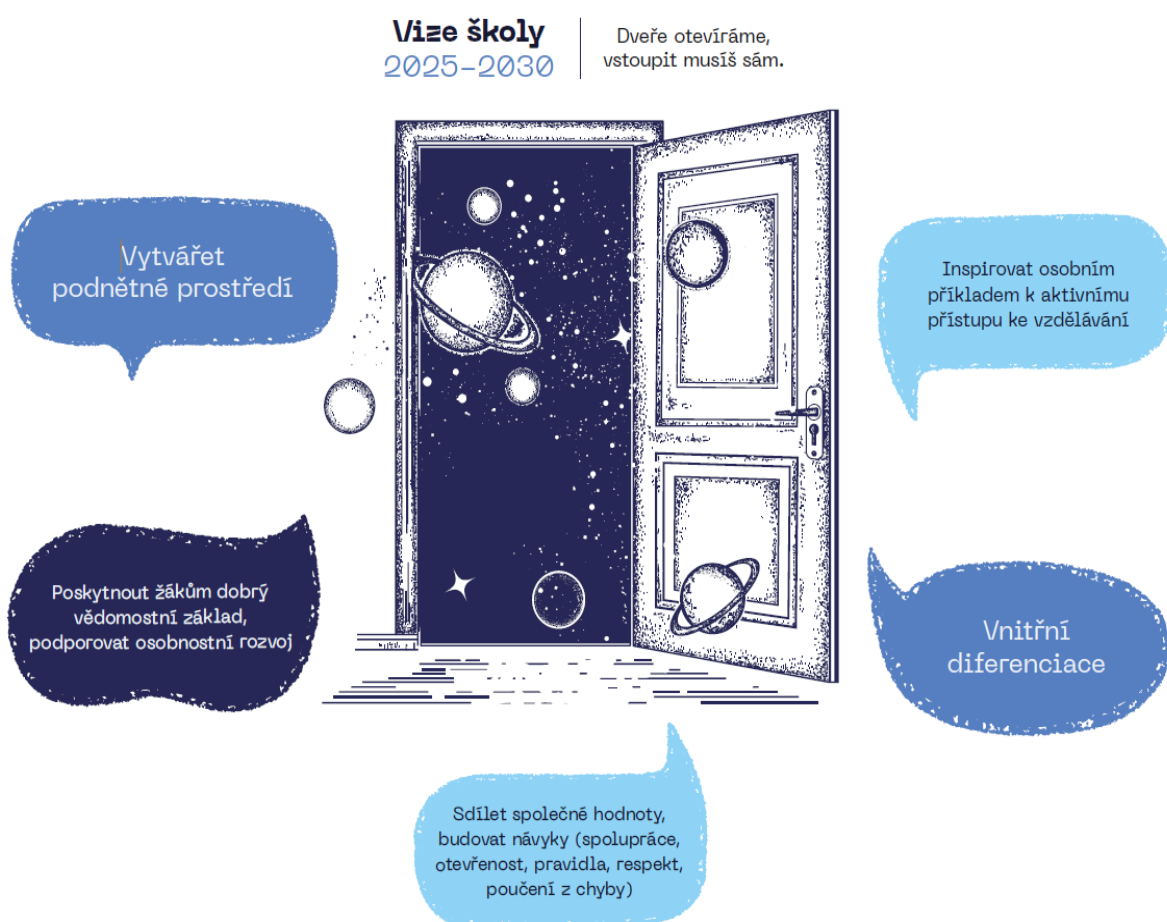 Vize školy
2025–2030
Dveře otevíráme,
vstoupit musíš sám.
Vytvářet
podnětné prostředí
Inspirovat osobním
příkladem k aktivnímu
přístupu ke vzdělávání
Poskytnout žákům dobrý
vědomostní základ,
podporovat osobnostní rozvoj
Vnitřní
diferenciace
Sdílet společné hodnoty,
budovat návyky (spolupráce,
otevřenost, pravidla, respekt,
poučení z chyby)